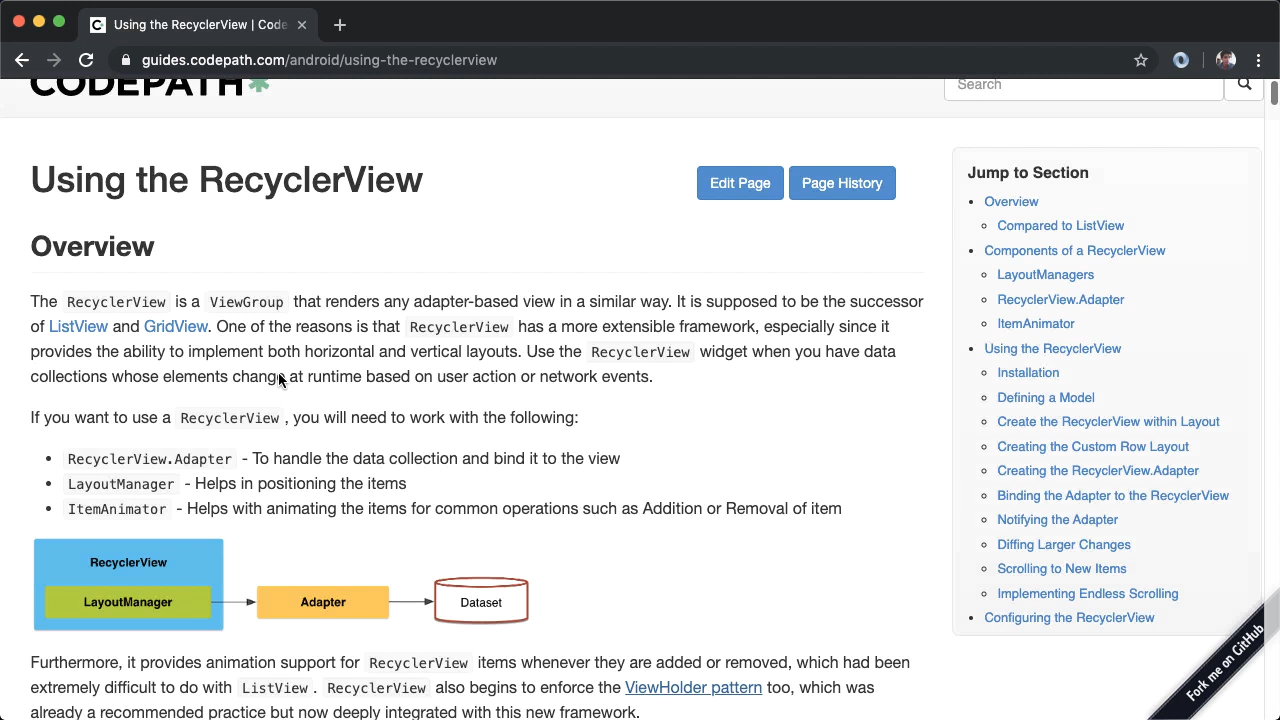 Using the RecyclerView | Code
guides.codepath.com/android/using-the-recyclerview
CODEPATH
Search
Using the RecyclerView
Edit Page
Page History
Overview
The RecyclerView is a ViewGroup that renders any adapter-based view in a similar way. It is supposed to be the successor
of ListView and GridView. One of the reasons is that RecyclerView has a more extensible framework, especially since it
provides the ability to implement both horizontal and vertical layouts. Use the RecyclerView widget when you have data
collections whose elements change at runtime based on user action or network events.
If you want to use a RecyclerView, you will need to work with the following:
• RecyclerView.Adapter - To handle the data collection and bind it to the view
• LayoutManager - Helps in positioning the items
• ItemAnimator - Helps with animating the items for common operations such as Addition or Removal of item
RecyclerView
LayoutManager
Adapter
Dataset
Furthermore, it provides animation support for RecyclerView items whenever they are added or removed, which had been
extremely difficult to do with ListView. RecyclerView also begins to enforce the ViewHolder pattern too, which was
already a recommended practice but now deeply integrated with this new framework.
Jump to Section
Overview
Compared to ListView
Components of a RecyclerView
LayoutManagers
RecyclerView.Adapter
ItemAnimator
Using the RecyclerView
Installation
Defining a Model
Create the RecyclerView within Layout
Creating the Custom Row Layout
Creating the RecyclerView.Adapter
Binding the Adapter to the RecyclerView
Notifying the Adapter
Diffing Larger Changes
Scrolling to New Items
Implementing Endless Scrolling
Configuring the RecyclerView
Fork me on GitHub